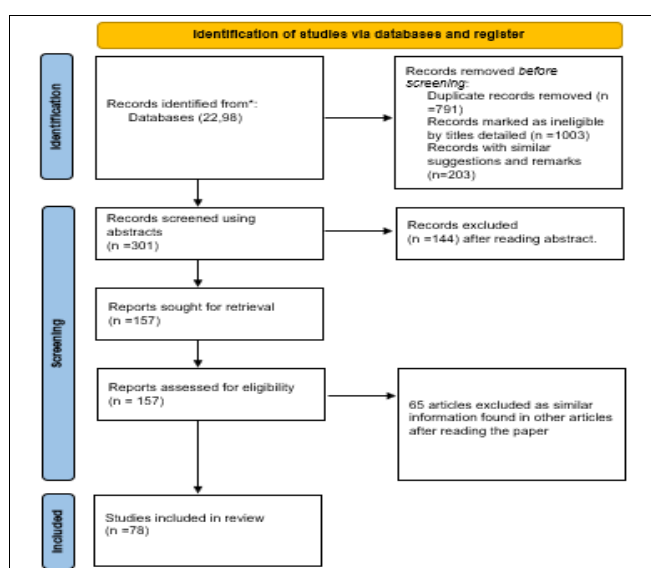 Identification of studies via databases and register
Identification
Records identified from*:
Databases (22,98)
Records removed before
screening:
Duplicate records removed (n
=791)
Records marked as ineligible
by titles detailed (n =1003)
Records with similar
suggestions and remarks
(n=203)
Screening
Records screened using
abstracts
(n =301)
Records excluded
(n =144) after reading abstract.
Reports sought for retrieval
(n =157)
Reports assessed for eligibility
(n = 157)
65 articles excluded as similar
information found in other articles
after reading the paper
Included
Studies included in review
(n =78)